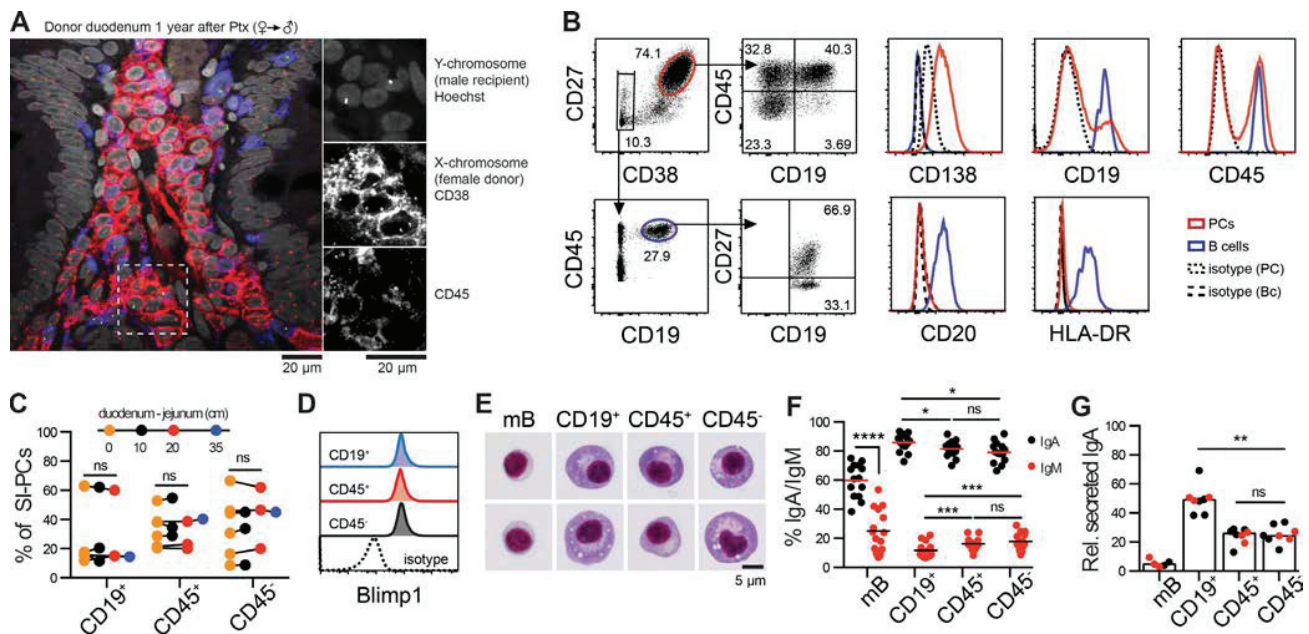 A
Donor duodenum 1 year after Ptx (♀→♂)
Y-chromosome
(male recipient)
Hoechst
X-chromosome
(female donor)
CD38
CD45
20 µm
20 µm
B
74.1
10.3
CD27
CD38
32.8
40.3
23.3
3.69
CD45
CD19
CD138
CD19
CD45
27.9
CD45
CD19
66.9
33.1
CD27
CD19
CD20
HLA-DR
PCs
B cells
isotype (PC)
isotype (Bc)
C
duodenum - jejunum (cm)
0
10
20
35
% of SI-PCs
100
80
60
40
20
0
ns
ns
ns
CD19+
CD45+
CD45-
D
CD19+
CD45+
CD45-
isotype
Blimp1
E
mB
CD19+
CD45+
CD45-
5 µm
F
% IgA/IgM
100
80
60
40
20
0
****
*
*
ns
***
***
ns
IgA
IgM
mB
CD19+
CD45+
CD45-
G
Rel. secreted IgA
100
80
60
40
20
0
**
ns
mB
CD19+
CD45+
CD45-